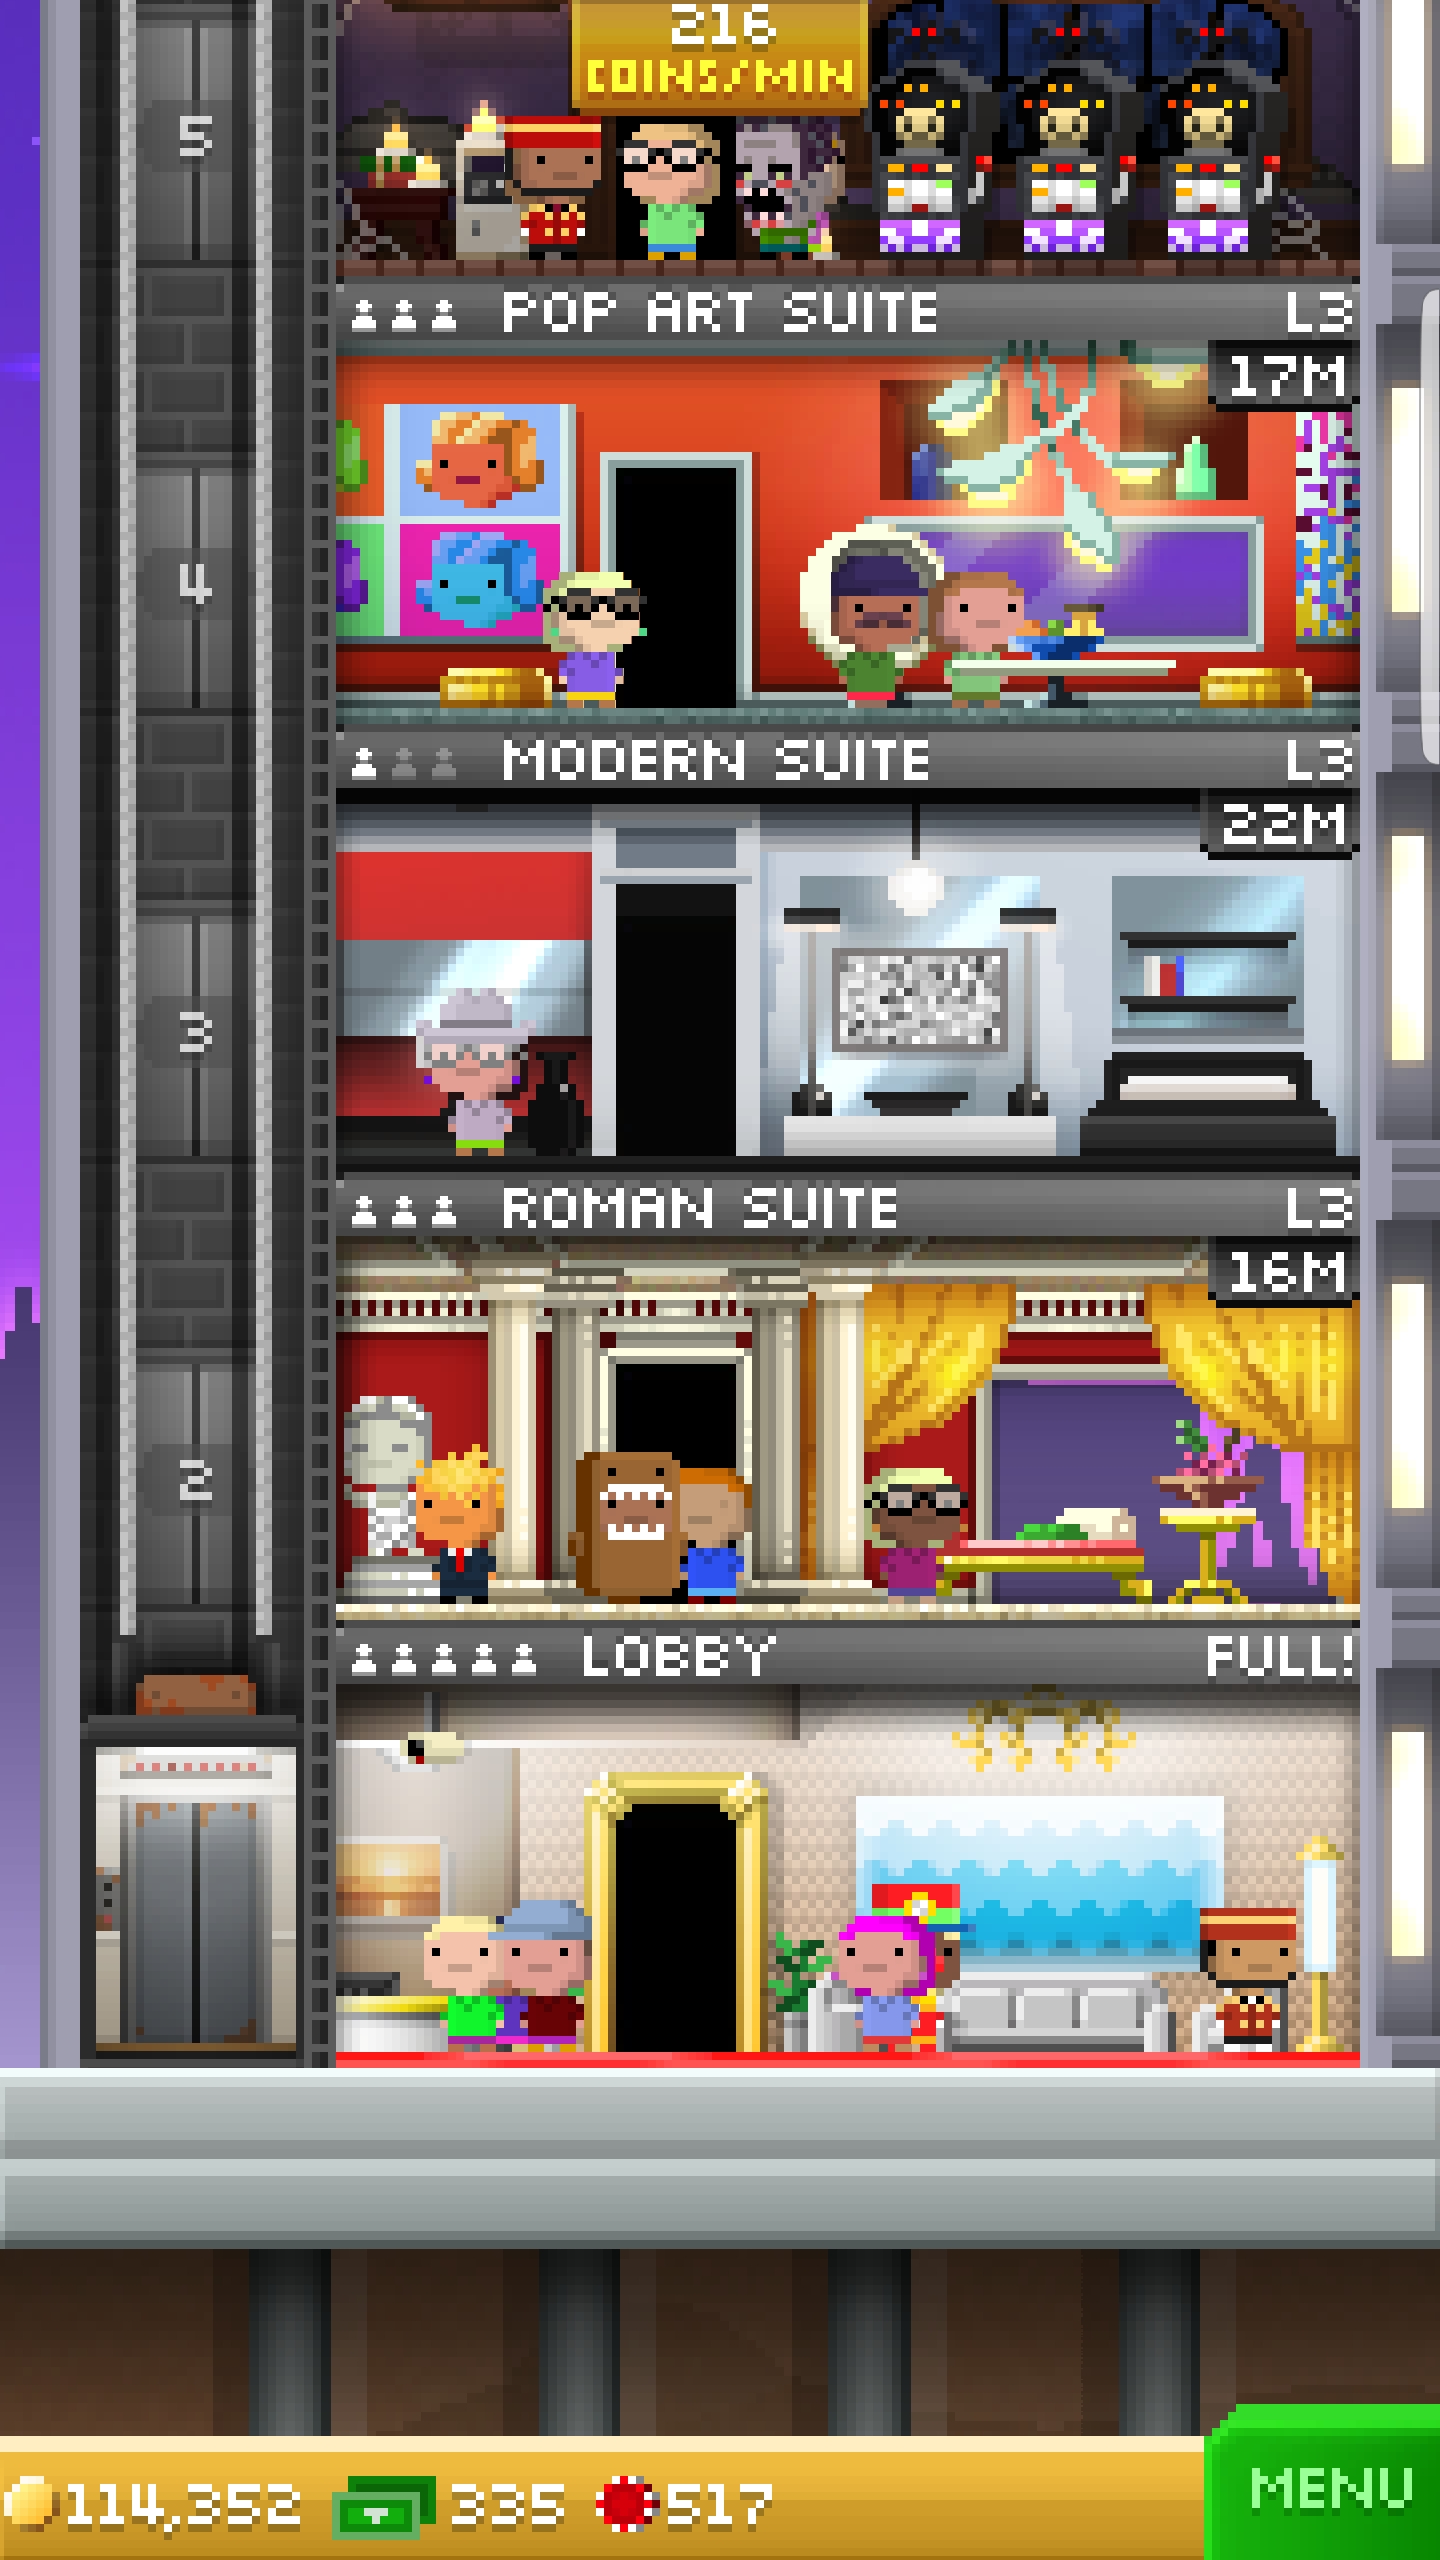 216
COINS/MIN
5
POP ART SUITE L3
17M
4
MODERN SUITE L3
22M
3
ROMAN SUITE L3
16M
2
LOBBY FULL!
114,352 335 517
MENU